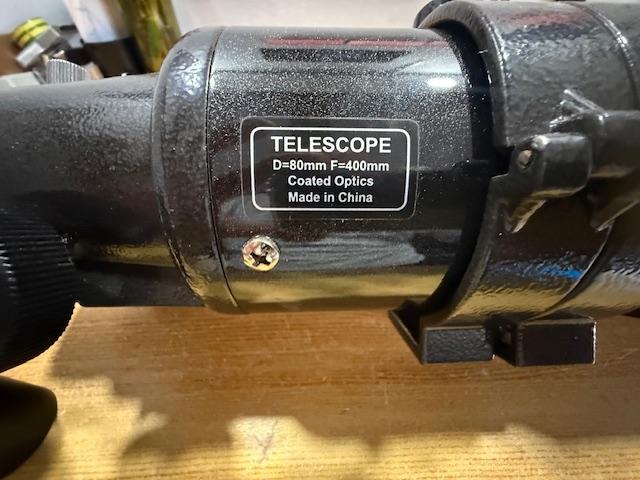 TELESCOPE
D=80mm F=400mm
Coated Optics
Made in China